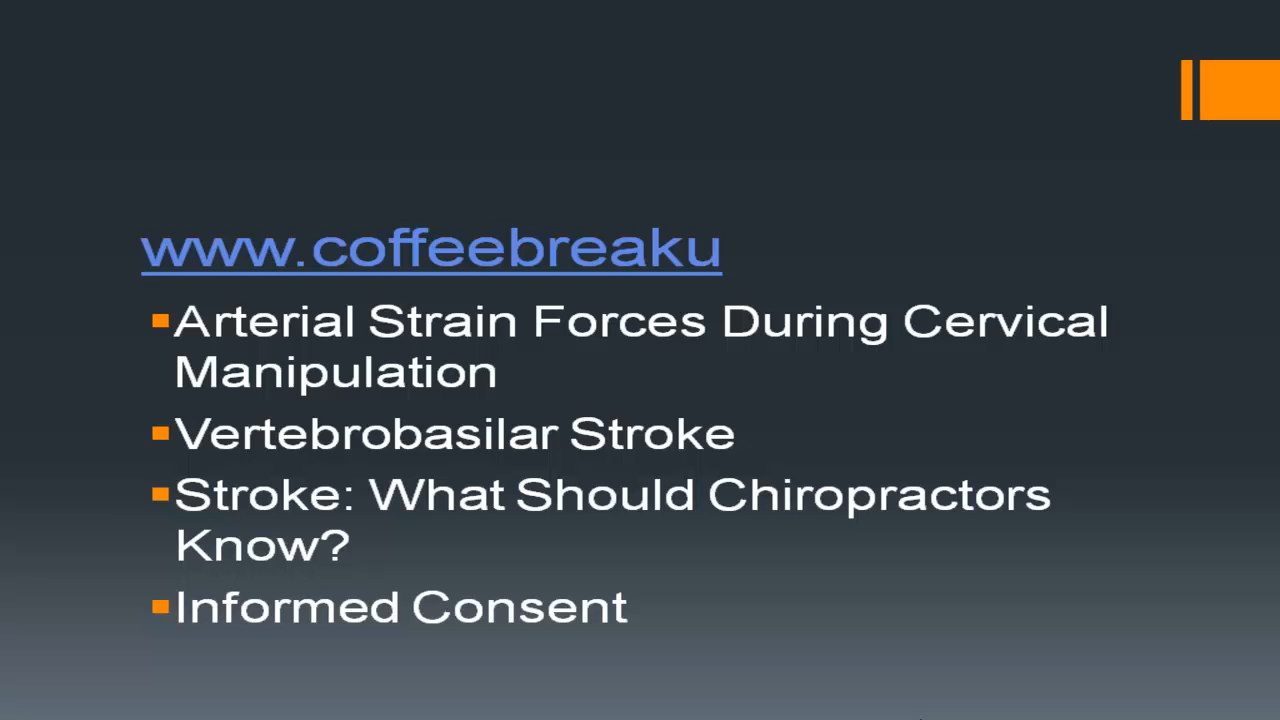 www.coffeebreaku
Arterial Strain Forces During Cervical
Manipulation
Vertebrobasilar Stroke
Stroke: What Should Chiropractors
Know?
Informed Consent